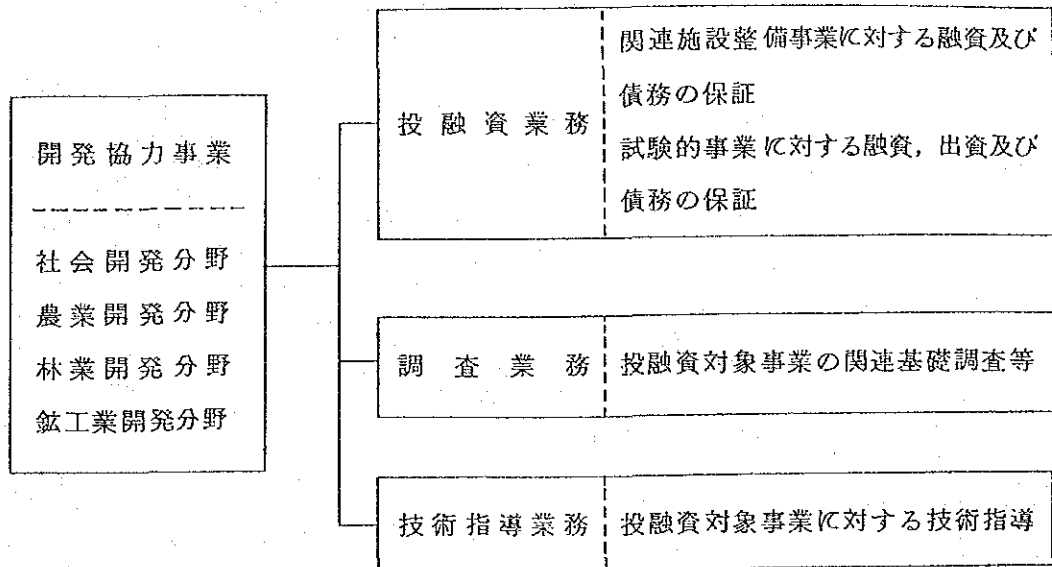 開発協力事業
社会開発分野
農業開発分野
林業開発分野
鉱工業開発分野
投融資業務
関連施設整備事業に対する融資及び
債務の保証
試験的事業に対する融資，出資及び
債務の保証
調査業務
投融資対象事業の関連基礎調査等
技術指導業務
投融資対象事業に対する技術指導